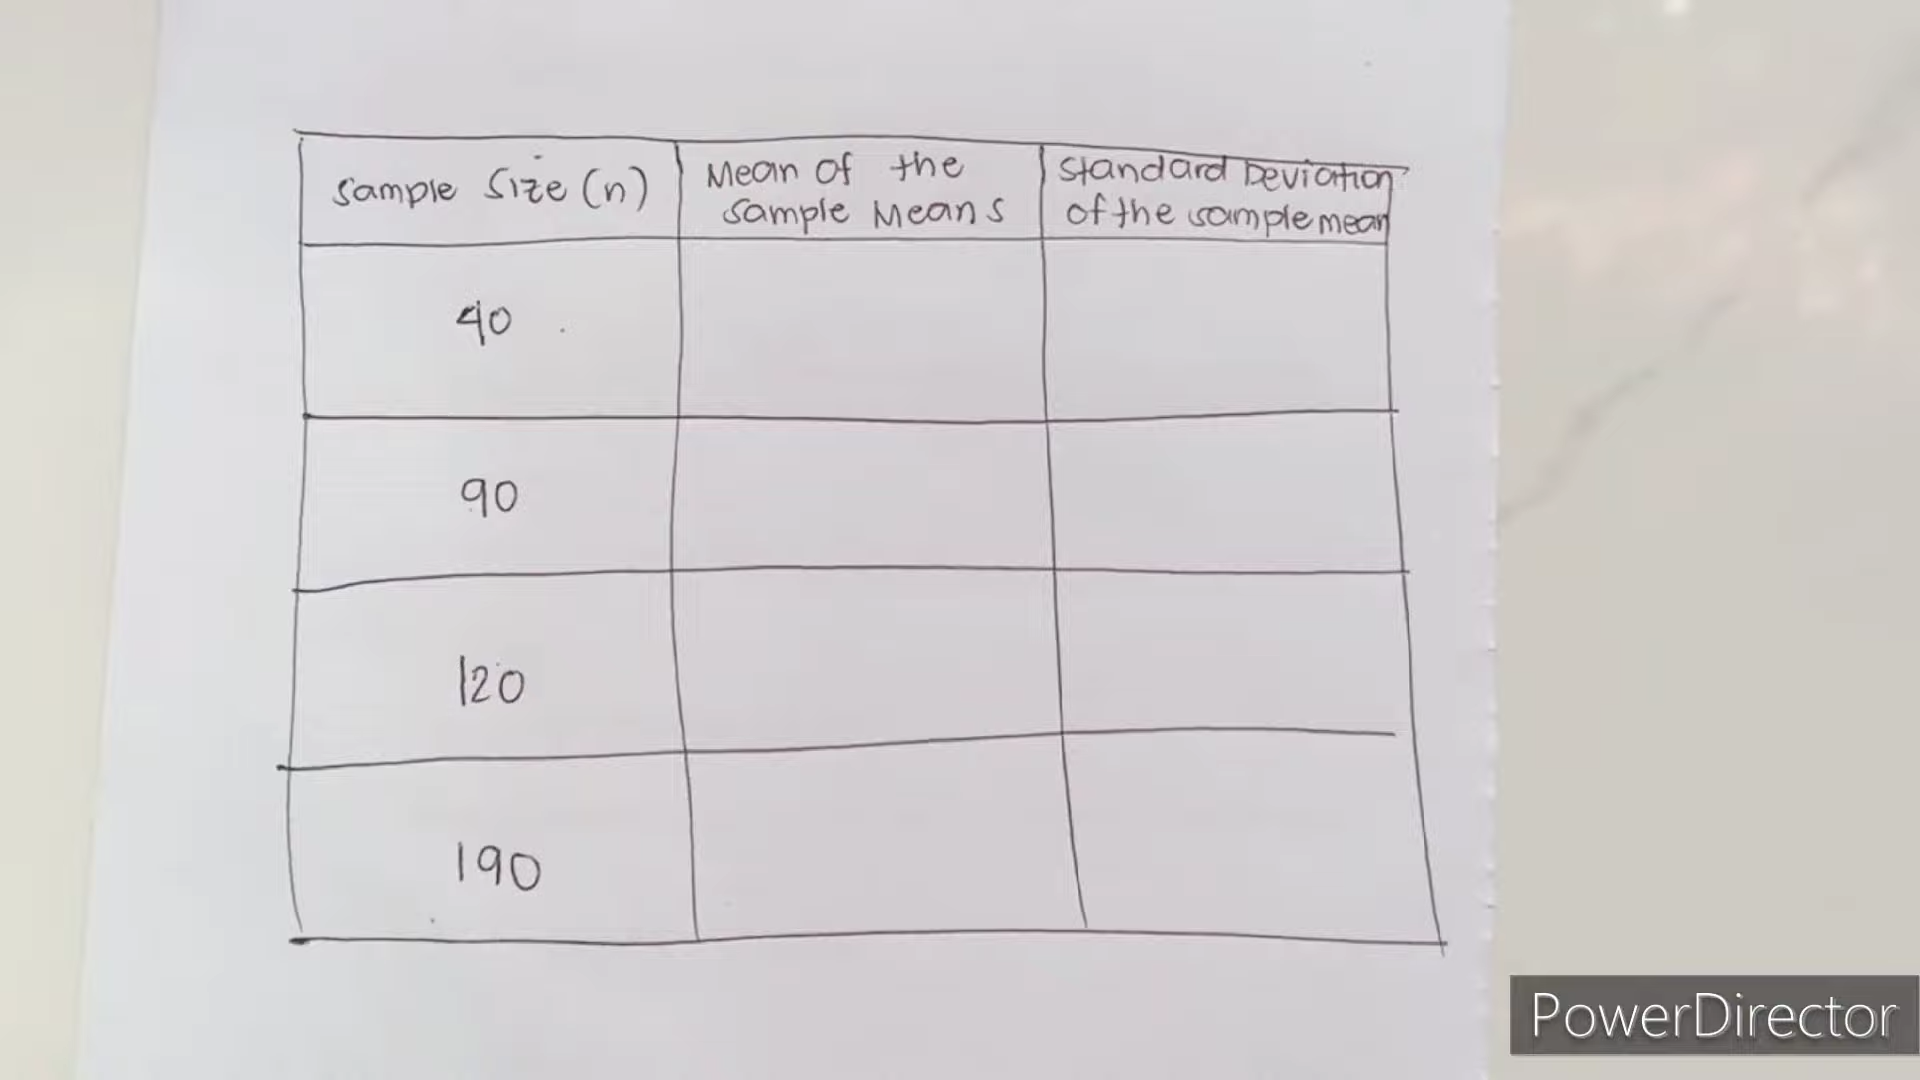 Sample Size (n)
Mean of the
Sample Means
Standard Deviation
of the sample mean
40
90
120
190
PowerDirector